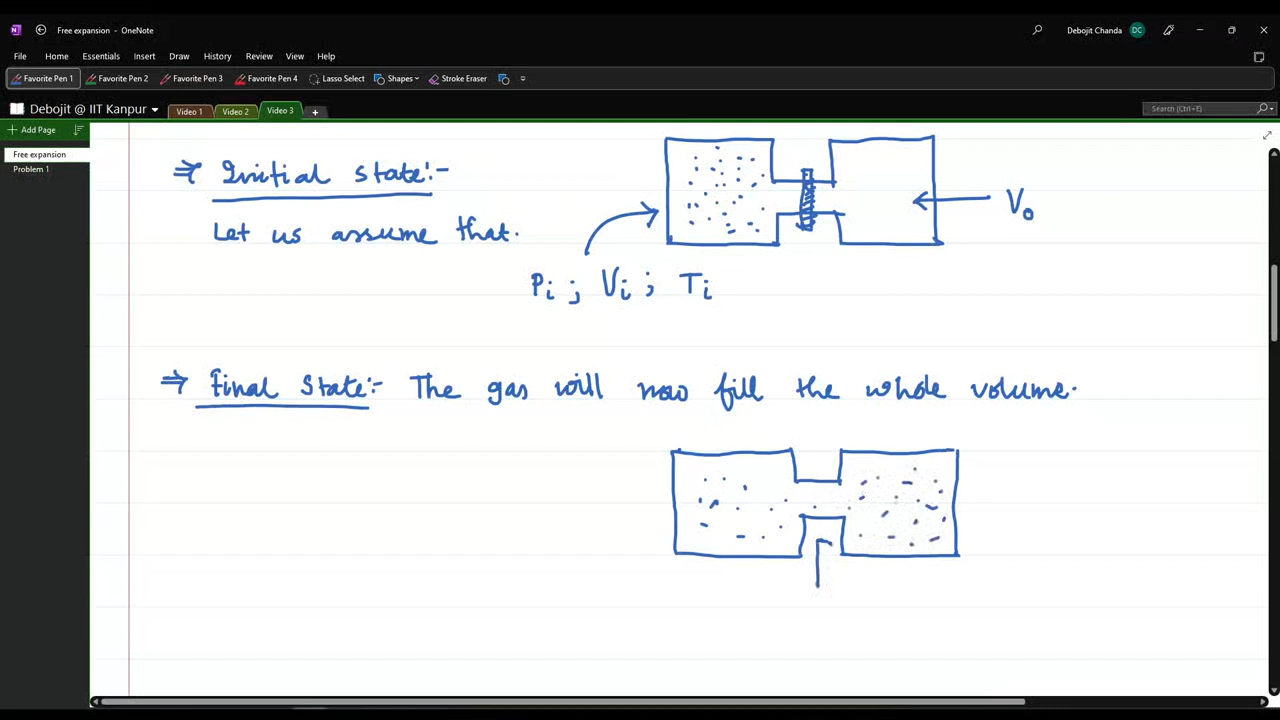 Free expansion - OneNote
Debojit Chanda DC
File Home Essentials Insert Draw History Review View Help
Favorite Pen 1 Favorite Pen 2 Favorite Pen 3 Favorite Pen 4 Lasso Select Shapes Stroke Eraser
Debojit @ IIT Kanpur Video 1 Video 2 Video 3 + Search (Ctrl+E)
+ Add Page
Free expansion
Problem 1
⇒ Initial state:-
Let us assume that.
V₀
Pᵢ ; Vᵢ ; Tᵢ
⇒ Final State:- The gas will now fill the whole volume.